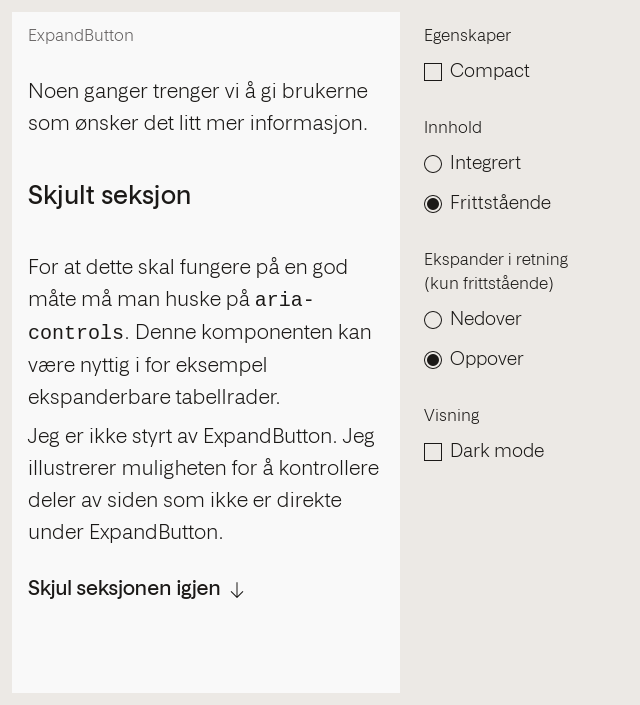 ExpandButton
Noen ganger trenger vi å gi brukerne
som ønsker det litt mer informasjon.
Skjult seksjon
For at dette skal fungere på en god
måte må man huske på aria-
controls. Denne komponenten kan
være nyttig i for eksempel
ekspanderbare tabellrader.
Jeg er ikke styrt av ExpandButton. Jeg
illustrerer muligheten for å kontrollere
deler av siden som ikke er direkte
under ExpandButton.
Skjul seksjonen igjen
Egenskaper
Compact
Innhold
Integrert
Frittstående
Ekspander i retning
(kun frittstående)
Nedover
Oppover
Visning
Dark mode